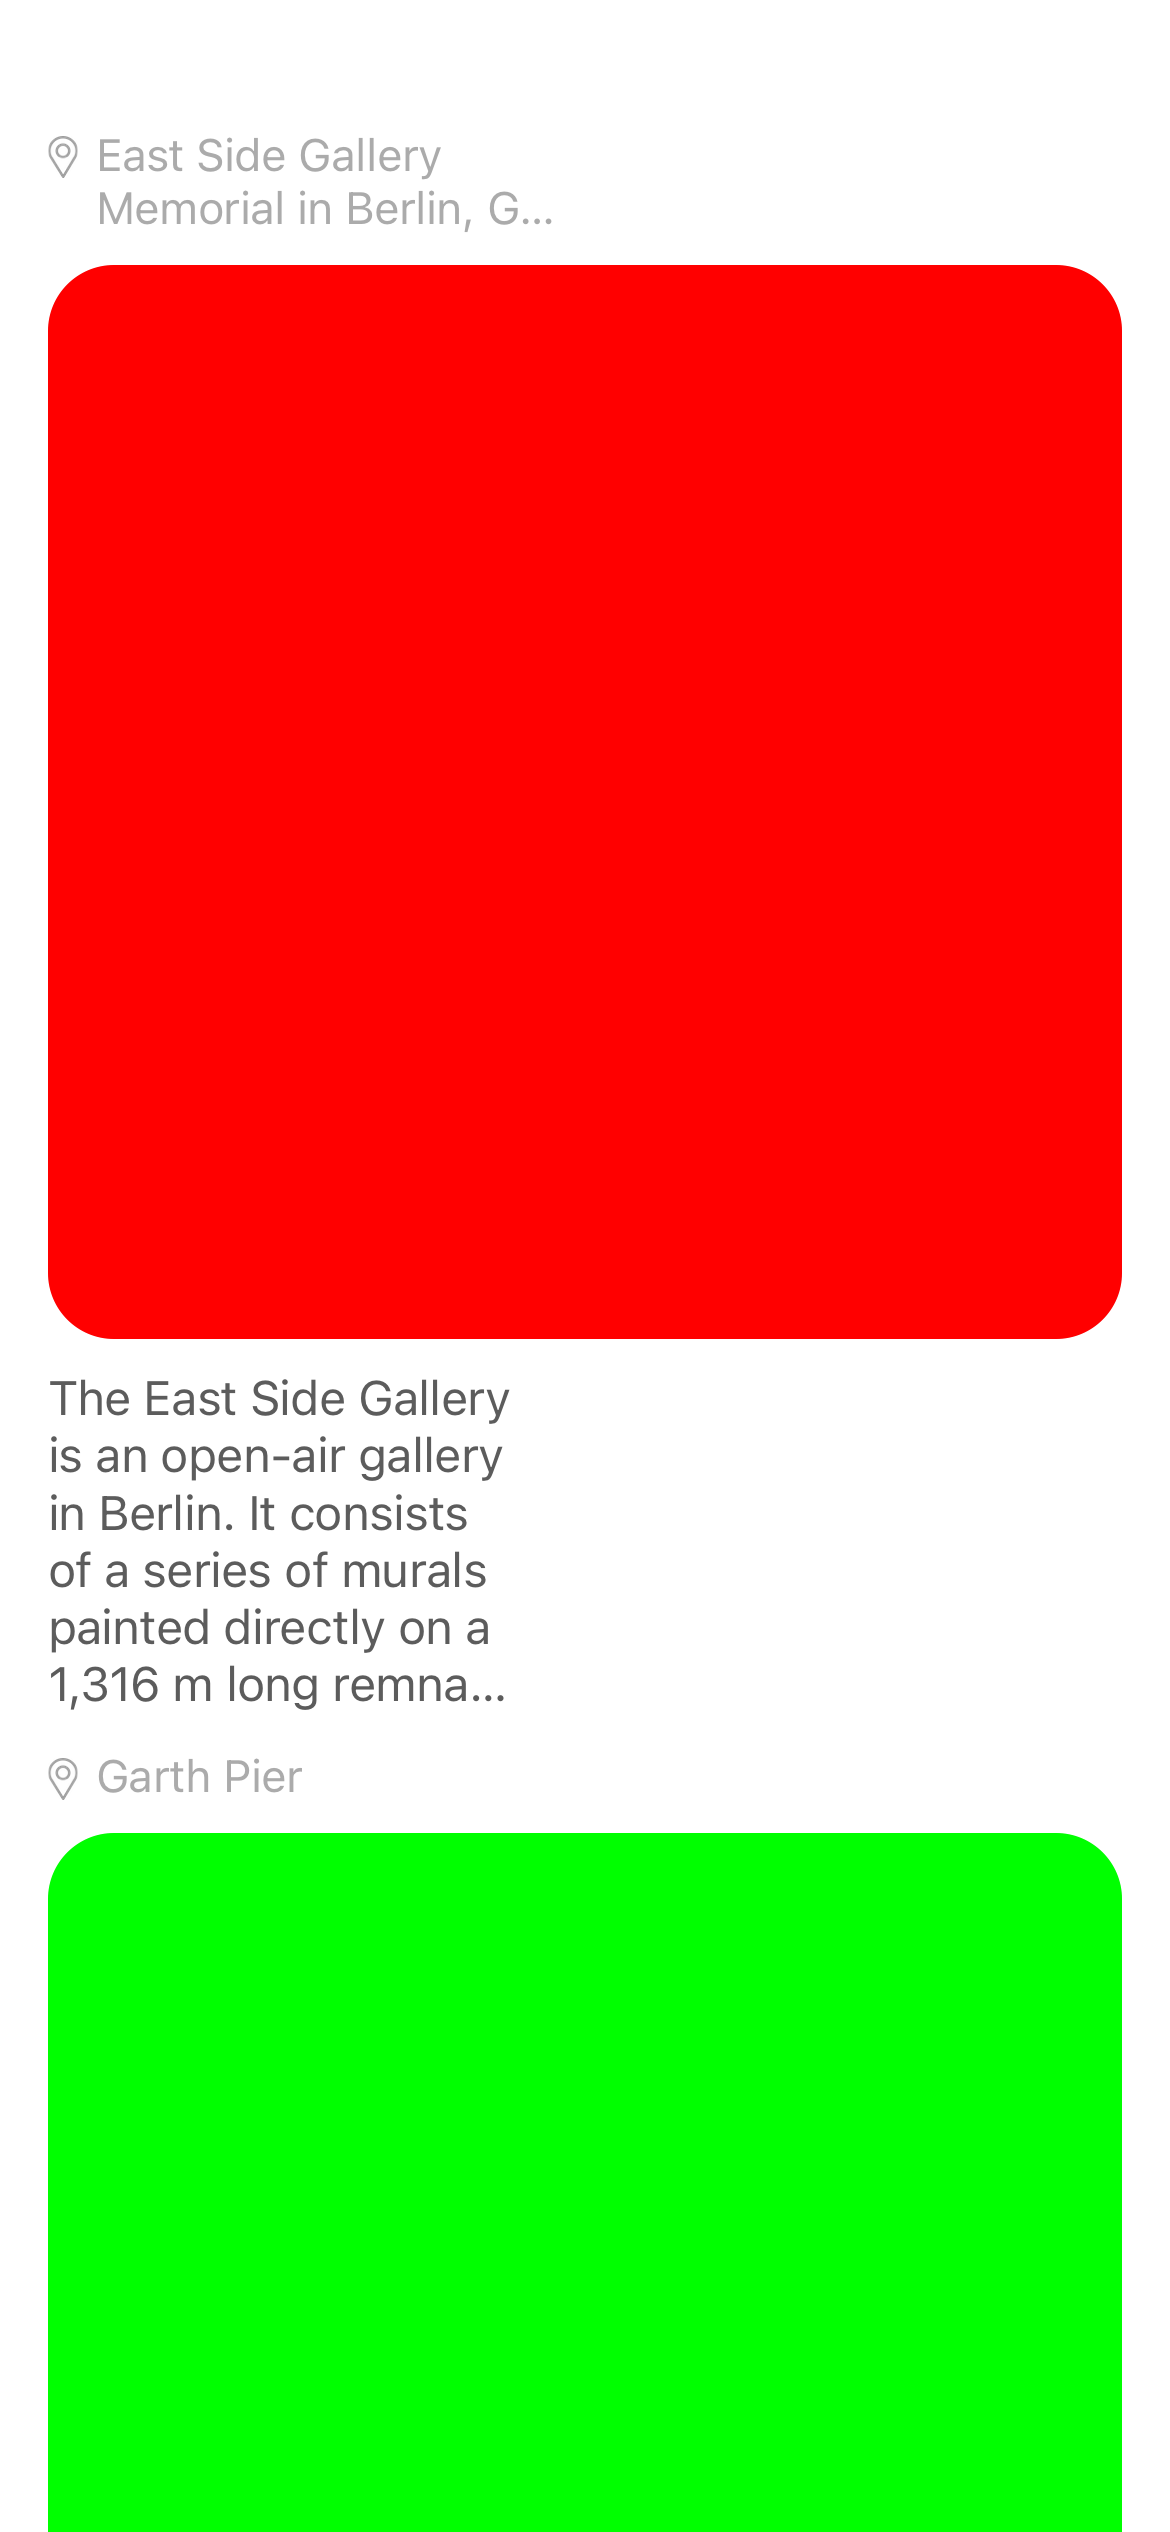 East Side Gallery
Memorial in Berlin, G...
The East Side Gallery
is an open-air gallery
in Berlin. It consists
of a series of murals
painted directly on a
1,316 m long remna...
Garth Pier